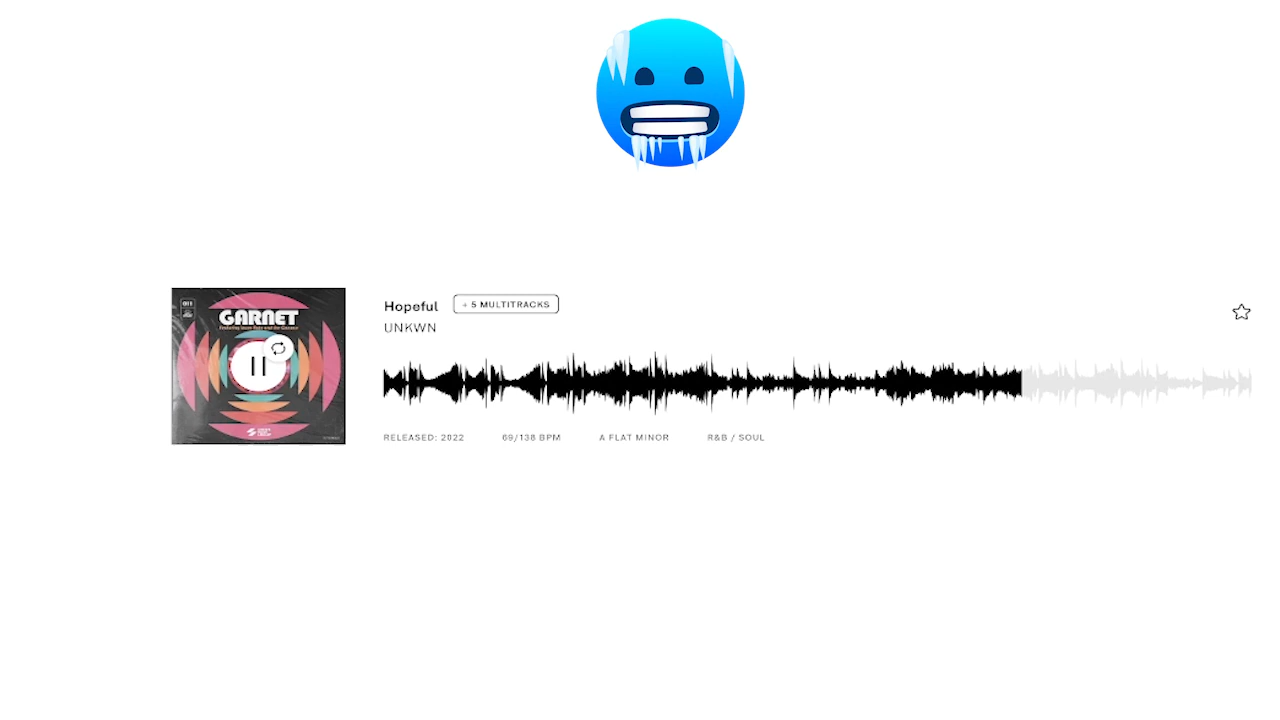 GARNET
Hopeful
+ 5 MULTITRACKS
UNKWN
RELEASED: 2022
69/138 BPM
A FLAT MINOR
R&B / SOUL